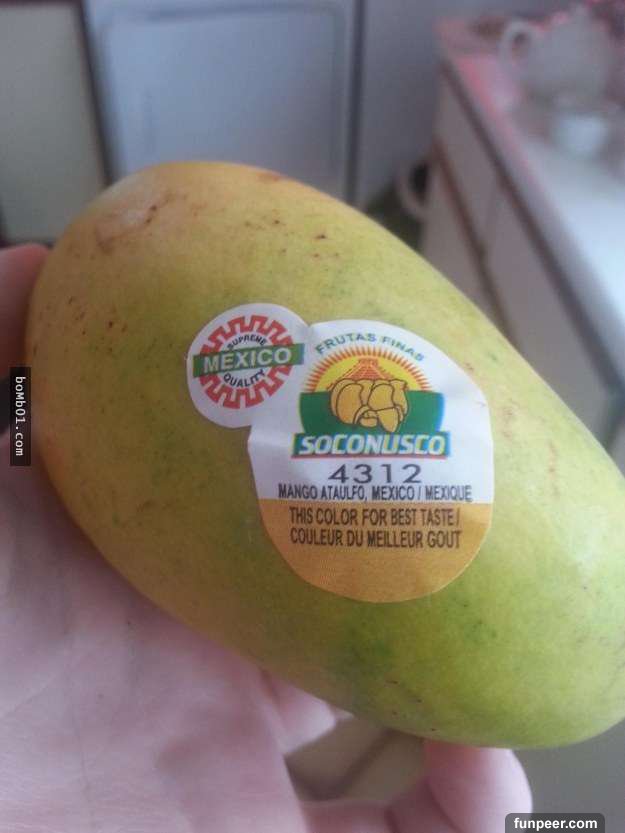 SUPREME
MEXICO
QUALITY
FRUTAS FINAS
SOCONUSCO
4312
MANGO ATAULFO, MEXICO / MEXIQUE
THIS COLOR FOR BEST TASTE /
COULEUR DU MEILLEUR GOUT
boMb01.com
funpeer.com